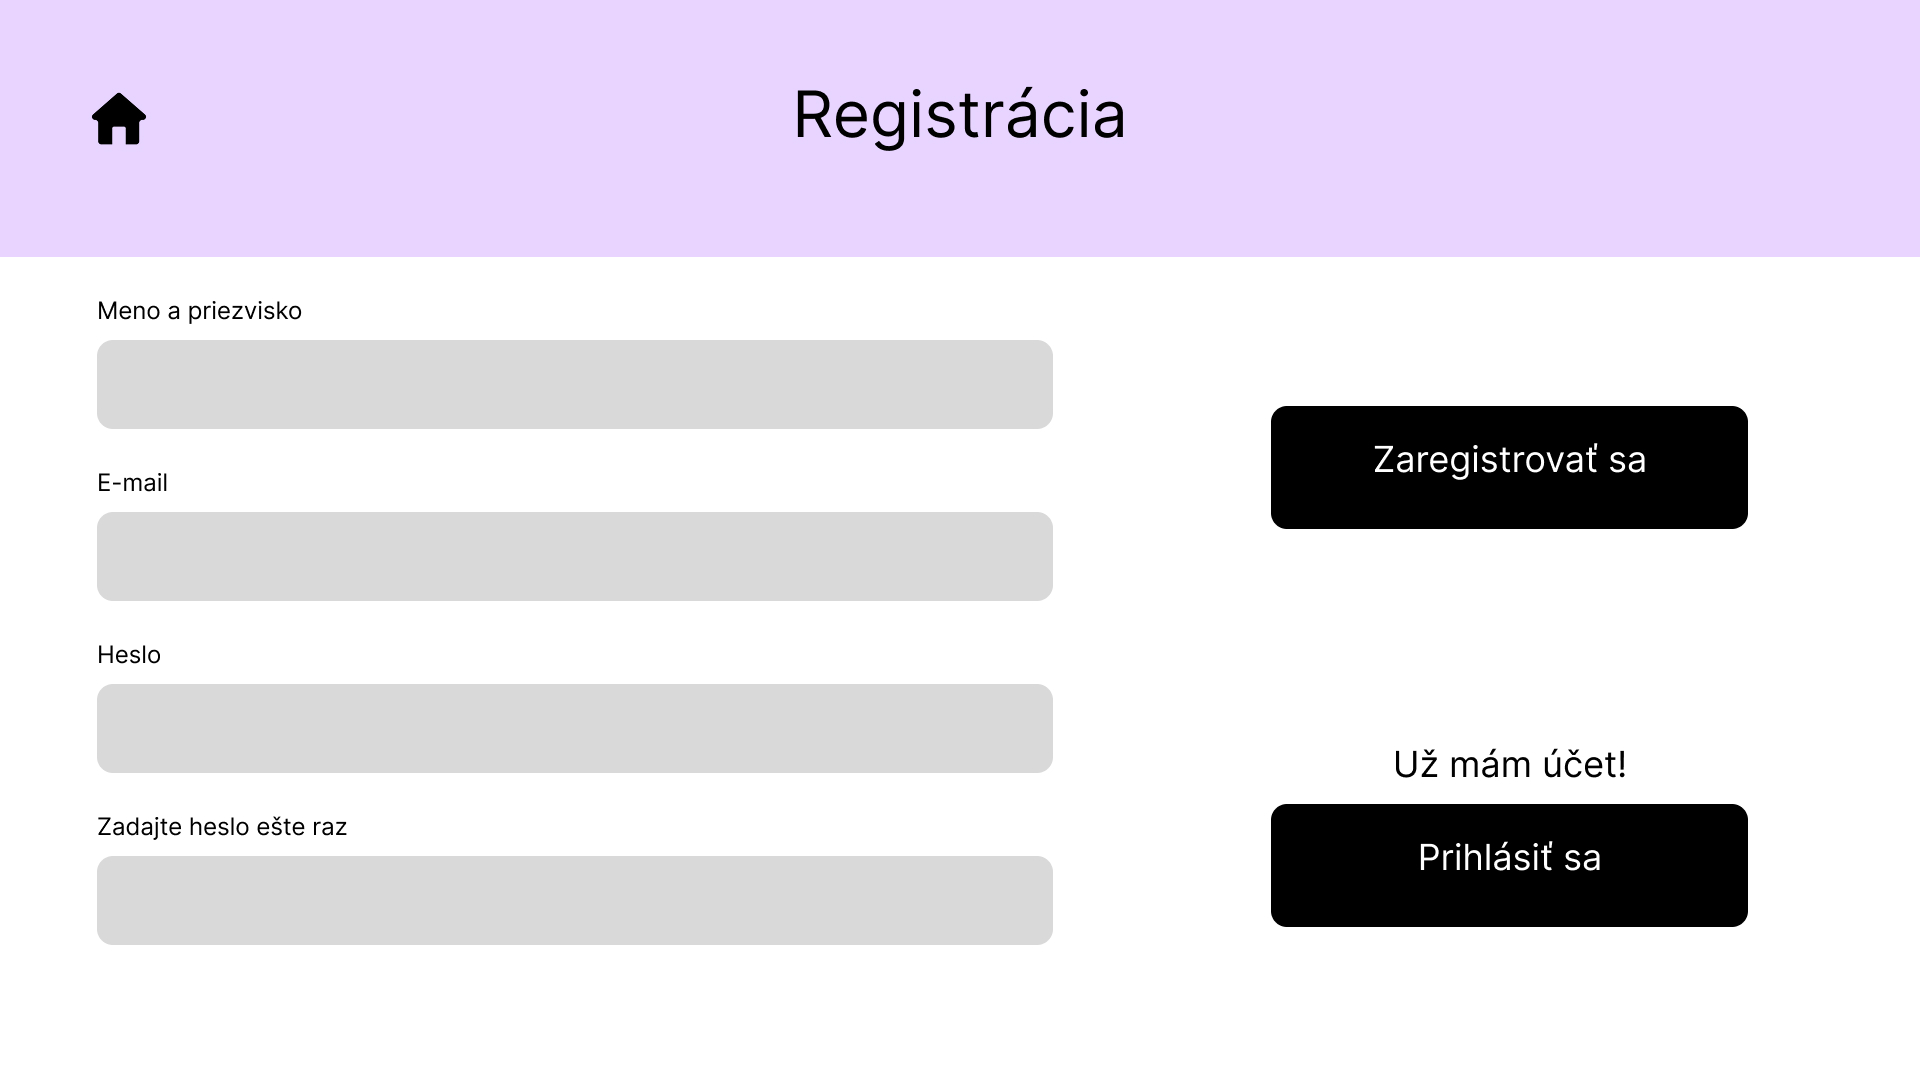 Registrácia
Meno a priezvisko
E-mail
Heslo
Zadajte heslo ešte raz
Zaregistrovať sa
Už mám účet!
Prihlásiť sa